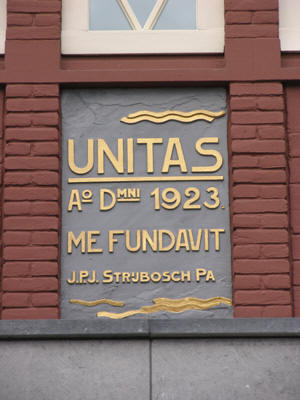 UNITAS
Aº Dᴹᴺᴵ 1923
ME FUNDAVIT
J.P.J. STRIJBOSCH PA